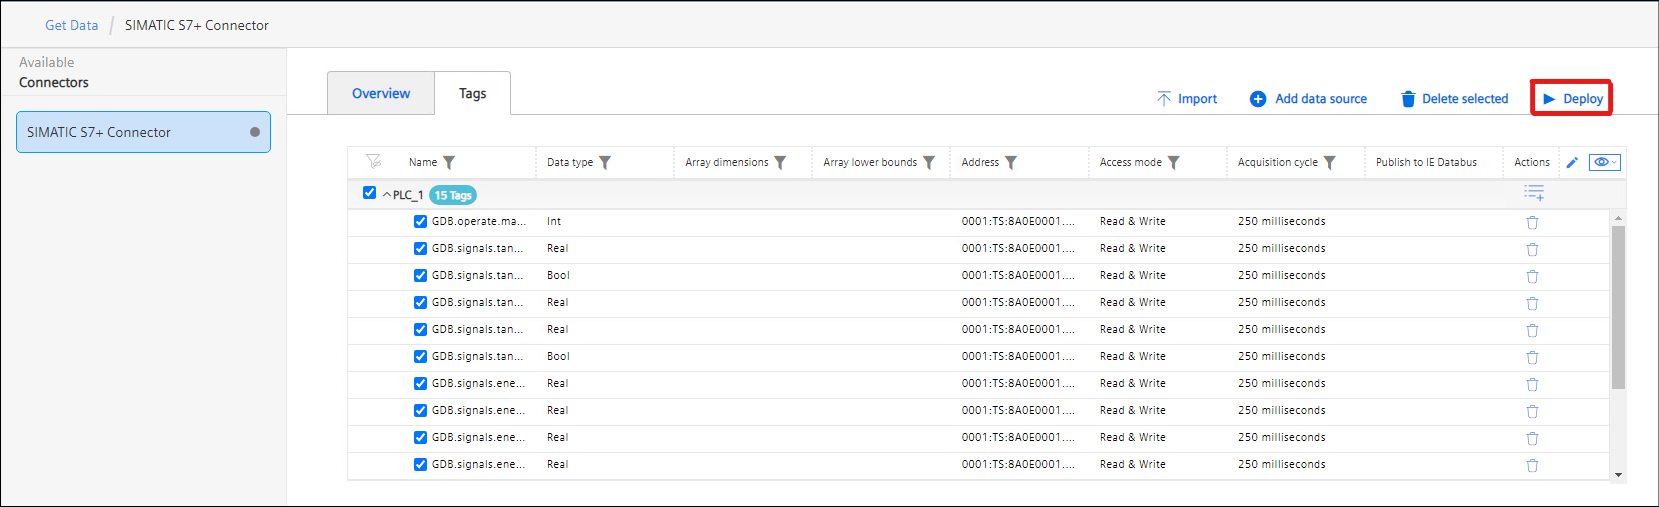 Get Data / SIMATIC S7+ Connector
Available
Connectors
SIMATIC S7+ Connector
Overview
Tags
Import
Add data source
Delete selected
Deploy
Name Data type Array dimensions Array lower bounds Address Access mode Acquisition cycle Publish to IE Databus Actions
PLC_1 15 Tags
GDB.operate.ma... Int 0001:TS:8A0E0001.... Read & Write 250 milliseconds
GDB.signals.tan... Real 0001:TS:8A0E0001.... Read & Write 250 milliseconds
GDB.signals.tan... Bool 0001:TS:8A0E0001.... Read & Write 250 milliseconds
GDB.signals.tan... Real 0001:TS:8A0E0001.... Read & Write 250 milliseconds
GDB.signals.tan... Real 0001:TS:8A0E0001.... Read & Write 250 milliseconds
GDB.signals.tan... Bool 0001:TS:8A0E0001.... Read & Write 250 milliseconds
GDB.signals.ene... Real 0001:TS:8A0E0001.... Read & Write 250 milliseconds
GDB.signals.ene... Real 0001:TS:8A0E0001.... Read & Write 250 milliseconds
GDB.signals.ene... Real 0001:TS:8A0E0001.... Read & Write 250 milliseconds
GDB.signals.ene... Real 0001:TS:8A0E0001.... Read & Write 250 milliseconds